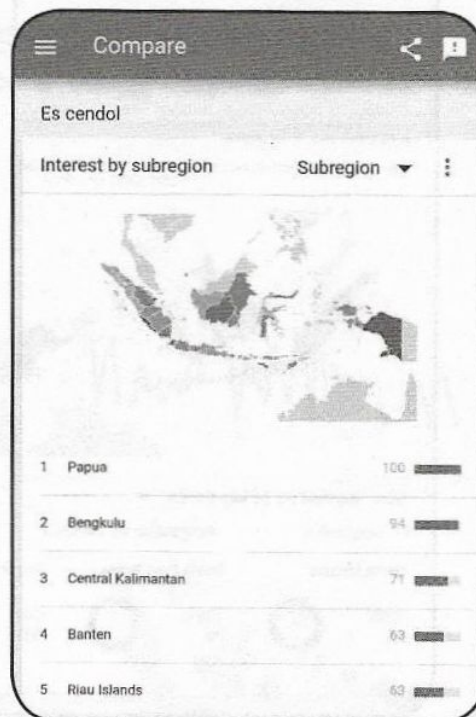 Compare
Es cendol
Interest by subregion Subregion
1 Papua 100
2 Bengkulu 94
3 Central Kalimantan 71
4 Banten 63
5 Riau Islands 63